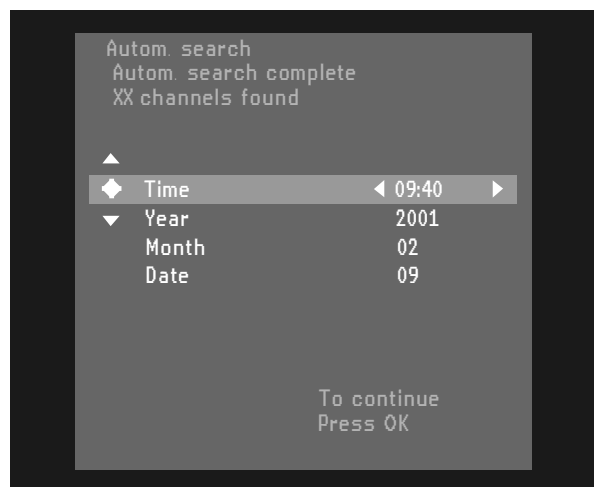 Autom. search
Autom. search complete
XX channels found
Time 09:40
Year 2001
Month 02
Date 09
To continue
Press OK